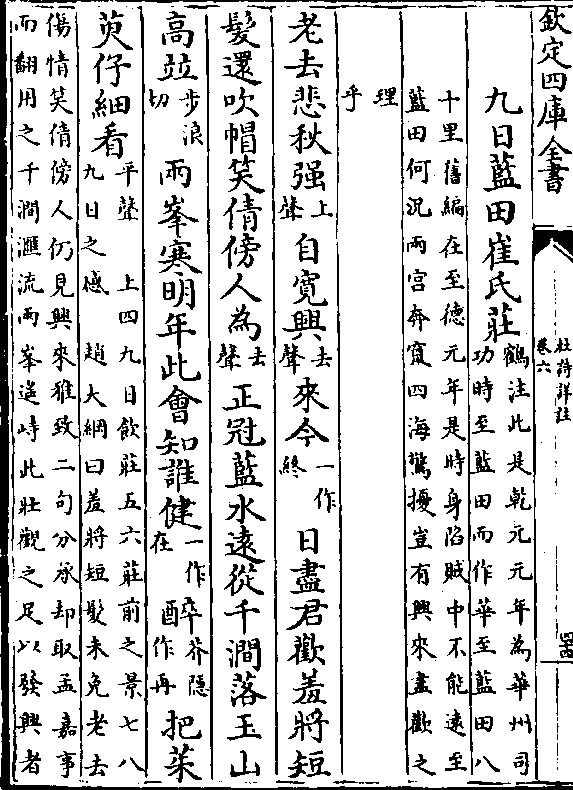 欽定四庫全書
杜詩詳註
卷六
九日藍田崔氏莊
鶴注此是乾元元年為華州司
功時至藍田而作華至藍田八
十里舊編在至德元年是時身陷賊中不能逺至
藍田何況兩宮奔竄四海驚擾豈有興來盡歡之
理
乎
老去悲秋强上聲自寛興去聲來今一作終日盡君歡羞將短
髮還吹帽笑倩傍人為去聲正冠藍水遠從千澗落玉山
高竝步浪切兩峯寒明年此會知誰健一作在醉芥隱作再把茱
萸仔細看平聲 上四九日飲莊五六莊前之景七八
九日之感 趙大綱曰羞將短髮未免老去
傷情笑倩傍人仍見興來雅致二句分承却取孟嘉事
而翻用之千澗滙流兩峯遥峙此壯觀之足以發興者